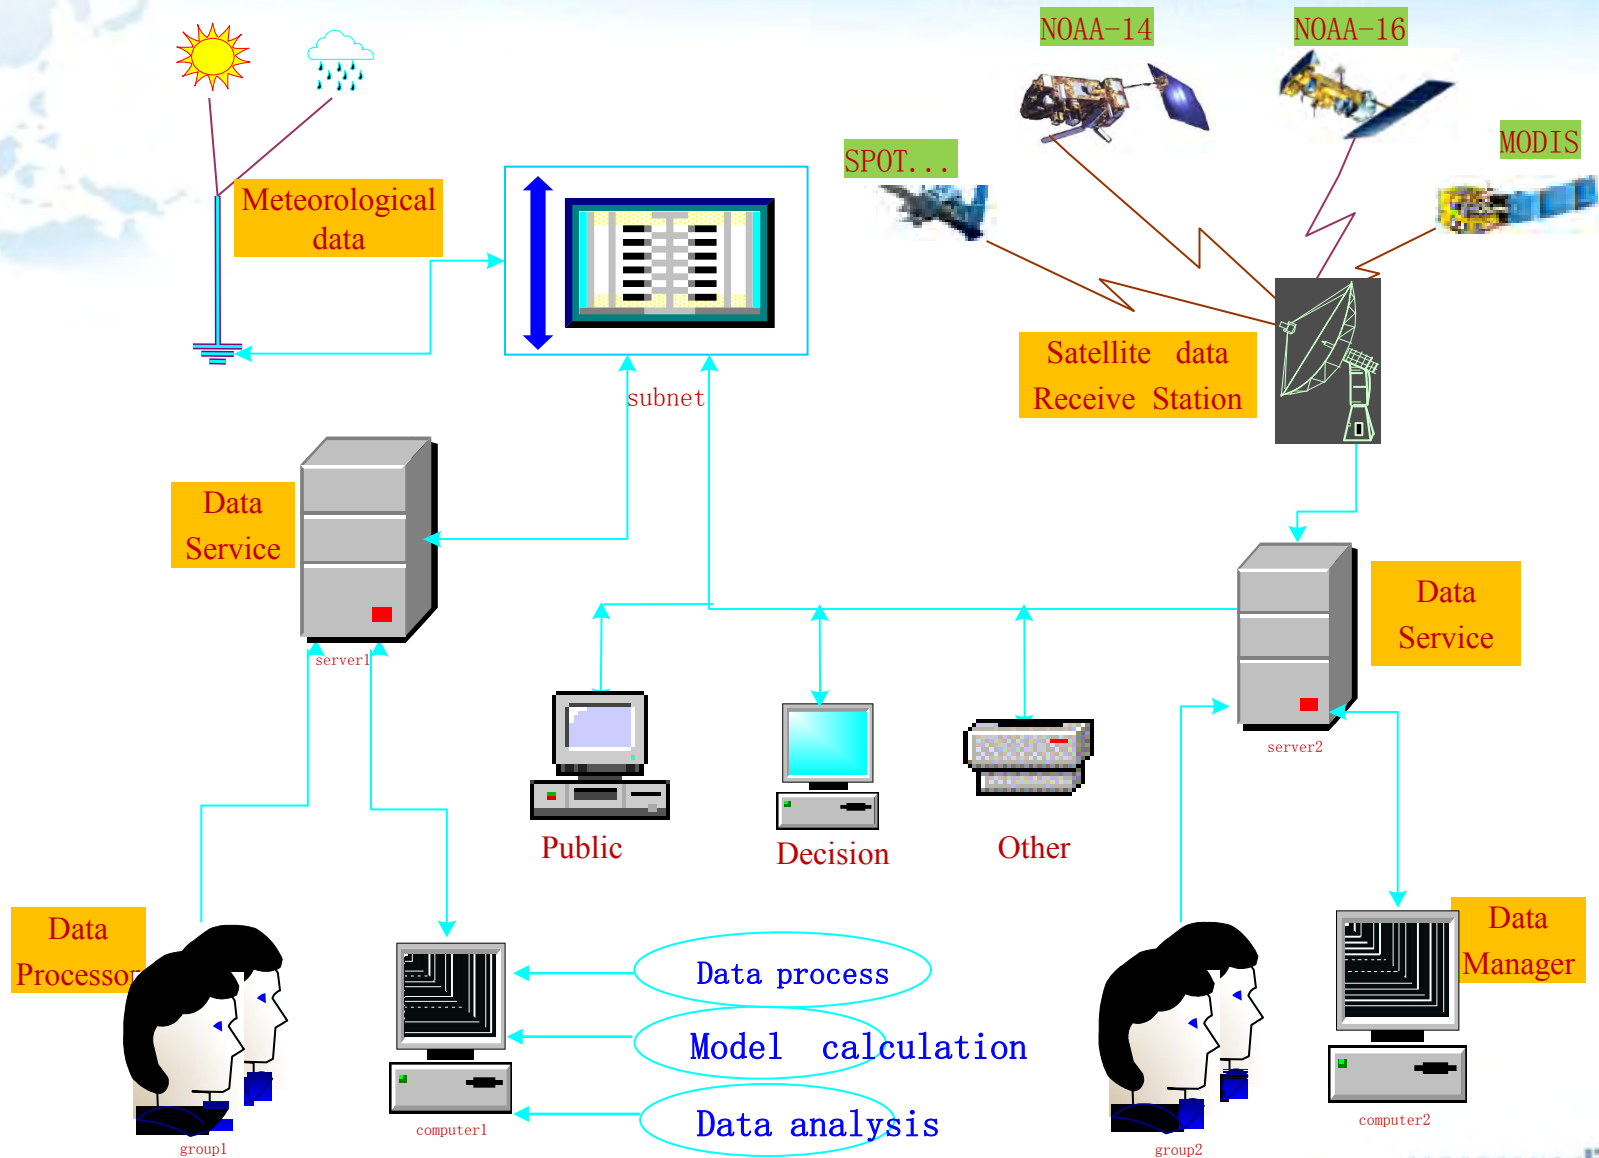 NOAA-14
NOAA-16
MODIS
SPOT...
Meteorological
data
subnet
Satellite data
Receive Station
Data
Service
server1
Data
Service
server2
Public
Decision
Other
Data
Processor
group1
computer1
Data process
Model calculation
Data analysis
group2
Data
Manager
computer2